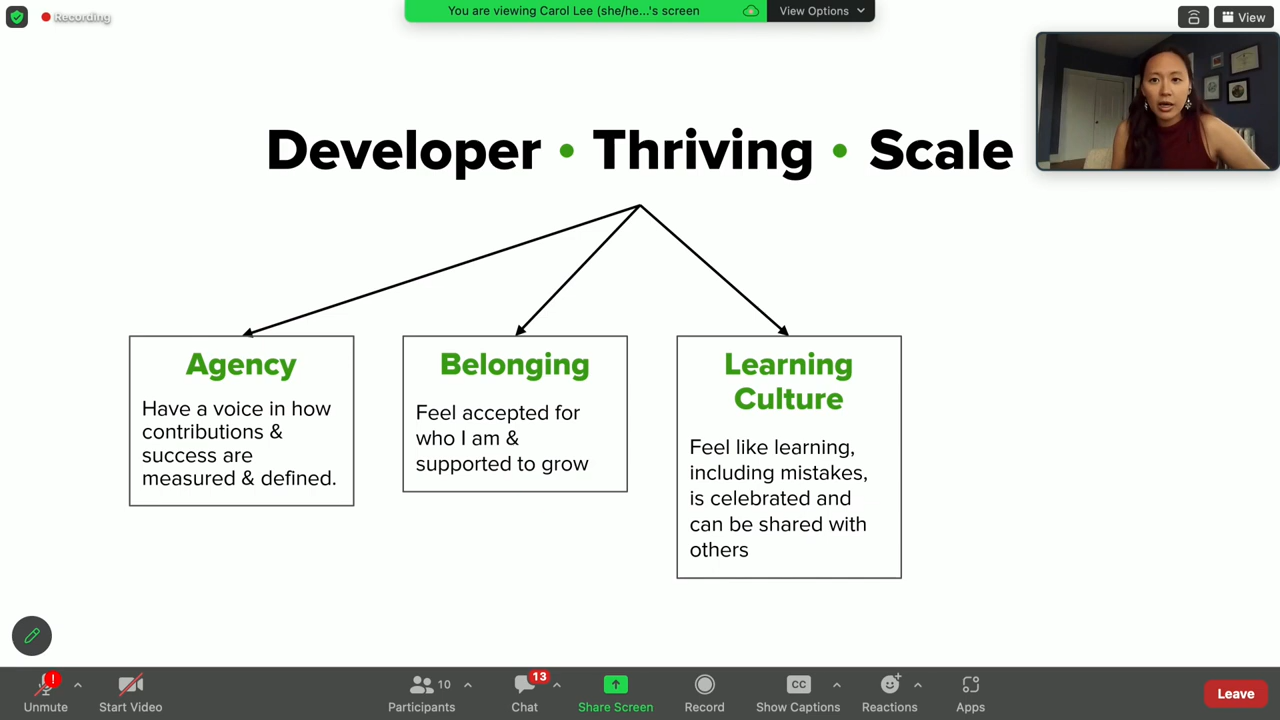 Recording
You are viewing Carol Lee (she/he...'s screen
View Options
View
Developer • Thriving • Scale
Agency
Have a voice in how
contributions &
success are
measured & defined.
Belonging
Feel accepted for
who I am &
supported to grow
Learning
Culture
Feel like learning,
including mistakes,
is celebrated and
can be shared with
others
Unmute
Start Video
10
Participants
13
Chat
Share Screen
Record
CC
Show Captions
Reactions
Apps
Leave